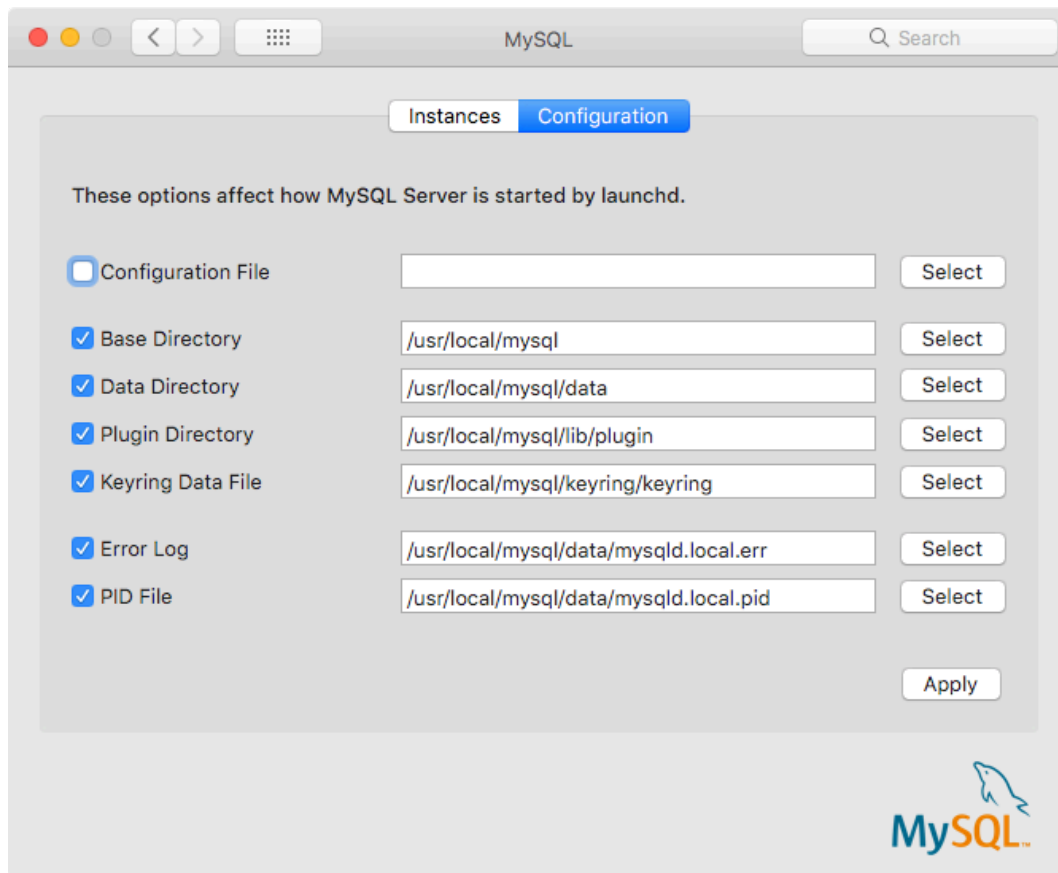 MySQL
Search
Instances Configuration
These options affect how MySQL Server is started by launchd.
Configuration File Select
Base Directory /usr/local/mysql Select
Data Directory /usr/local/mysql/data Select
Plugin Directory /usr/local/mysql/lib/plugin Select
Keyring Data File /usr/local/mysql/keyring/keyring Select
Error Log /usr/local/mysql/data/mysqld.local.err Select
PID File /usr/local/mysql/data/mysqld.local.pid Select
Apply
MySQL™